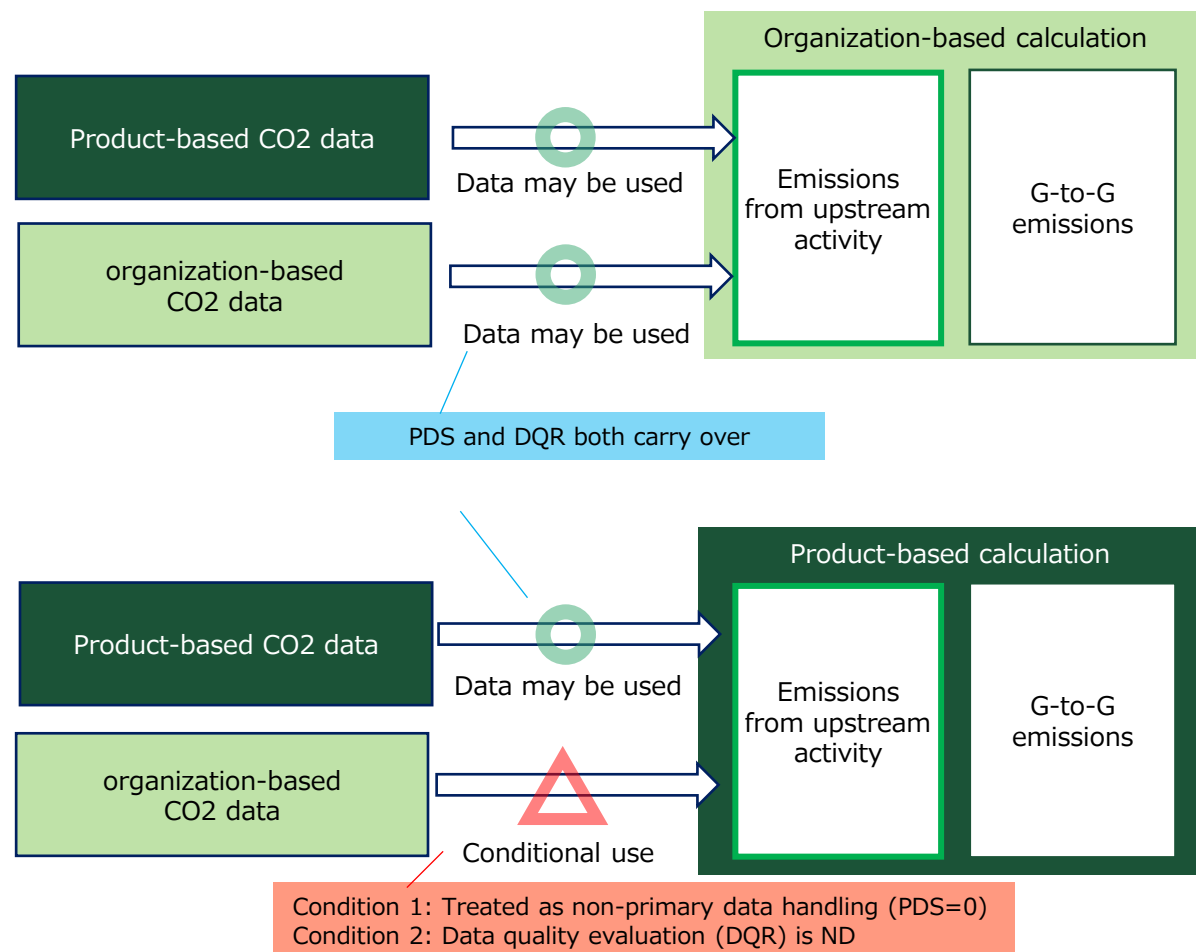 Organization-based calculation
Product-based CO2 data
Data may be used
organization-based
CO2 data
Data may be used
Emissions
from upstream
activity
G-to-G
emissions
PDS and DQR both carry over
Product-based calculation
Product-based CO2 data
Data may be used
organization-based
CO2 data
Conditional use
Emissions
from upstream
activity
G-to-G
emissions
Condition 1: Treated as non-primary data handling (PDS=0)
Condition 2: Data quality evaluation (DQR) is ND